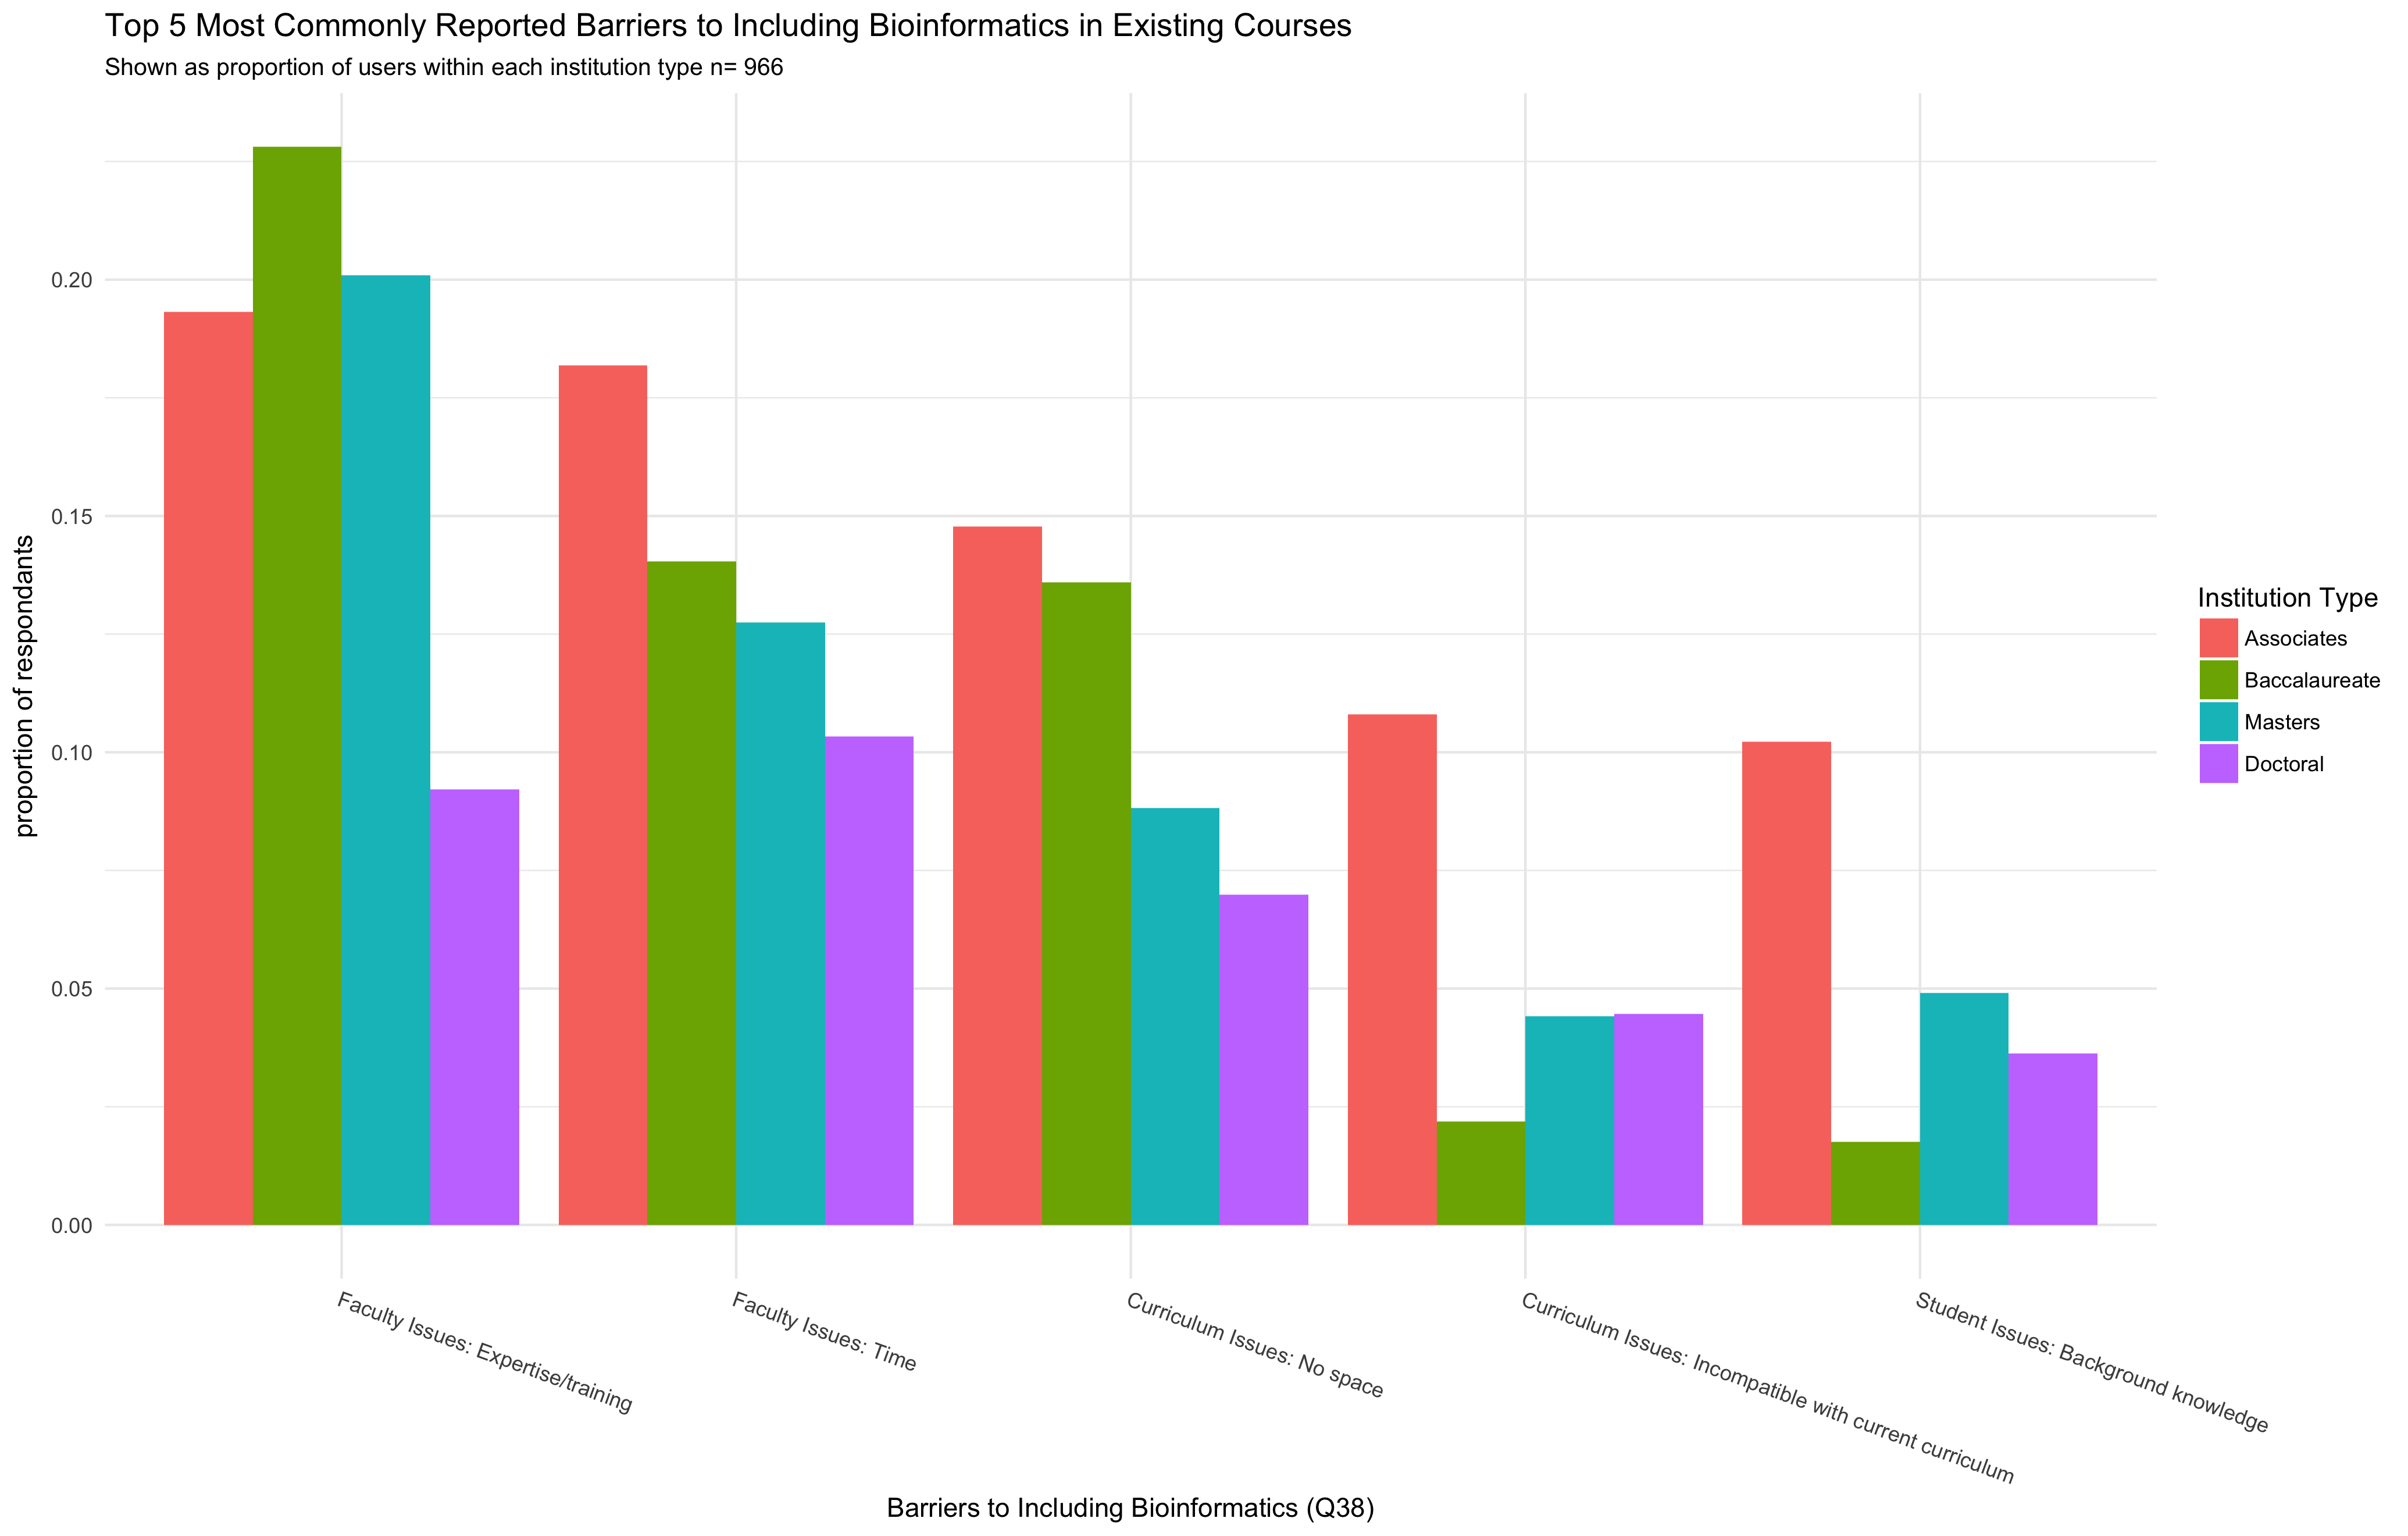 Top 5 Most Commonly Reported Barriers to Including Bioinformatics in Existing Courses
Shown as proportion of users within each institution type n= 966
proportion of respondants
0.20
0.15
0.10
0.05
0.00
Faculty Issues: Expertise/training
Faculty Issues: Time
Curriculum Issues: No space
Curriculum Issues: Incompatible with current curriculum
Student Issues: Background knowledge
Barriers to Including Bioinformatics (Q38)
Institution Type
Associates
Baccalaureate
Masters
Doctoral